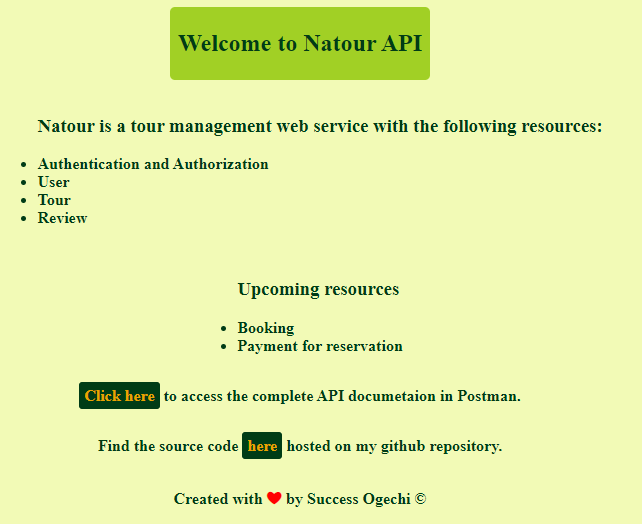 Welcome to Natour API
Natour is a tour management web service with the following resources:
• Authentication and Authorization
• User
• Tour
• Review
Upcoming resources
• Booking
• Payment for reservation
Click here to access the complete API documetaion in Postman.
Find the source code here hosted on my github repository.
Created with ❤ by Success Ogechi ©